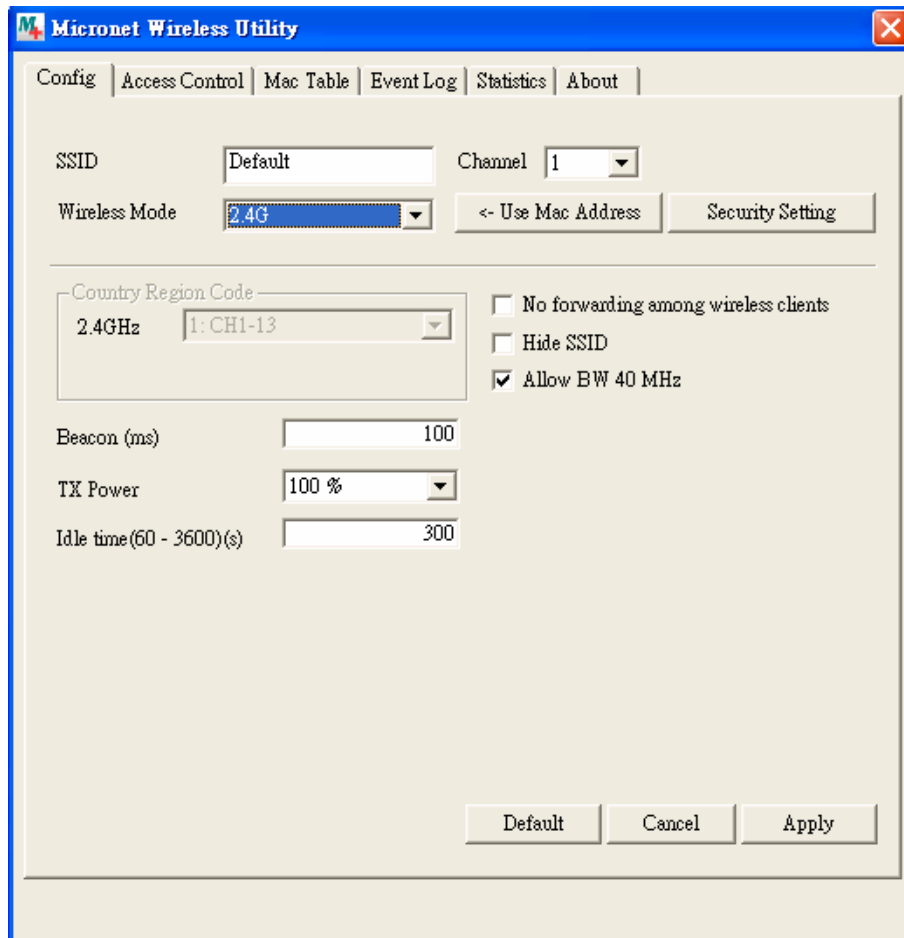 Micronet Wireless Utility
Config Access Control Mac Table Event Log Statistics About
SSID Default Channel 1
Wireless Mode 2.4G <- Use Mac Address Security Setting
Country Region Code
2.4GHz 1: CH1-13
No forwarding among wireless clients
Hide SSID
Allow BW 40 MHz
Beacon (ms) 100
TX Power 100 %
Idle time(60 - 3600)(s) 300
Default Cancel Apply